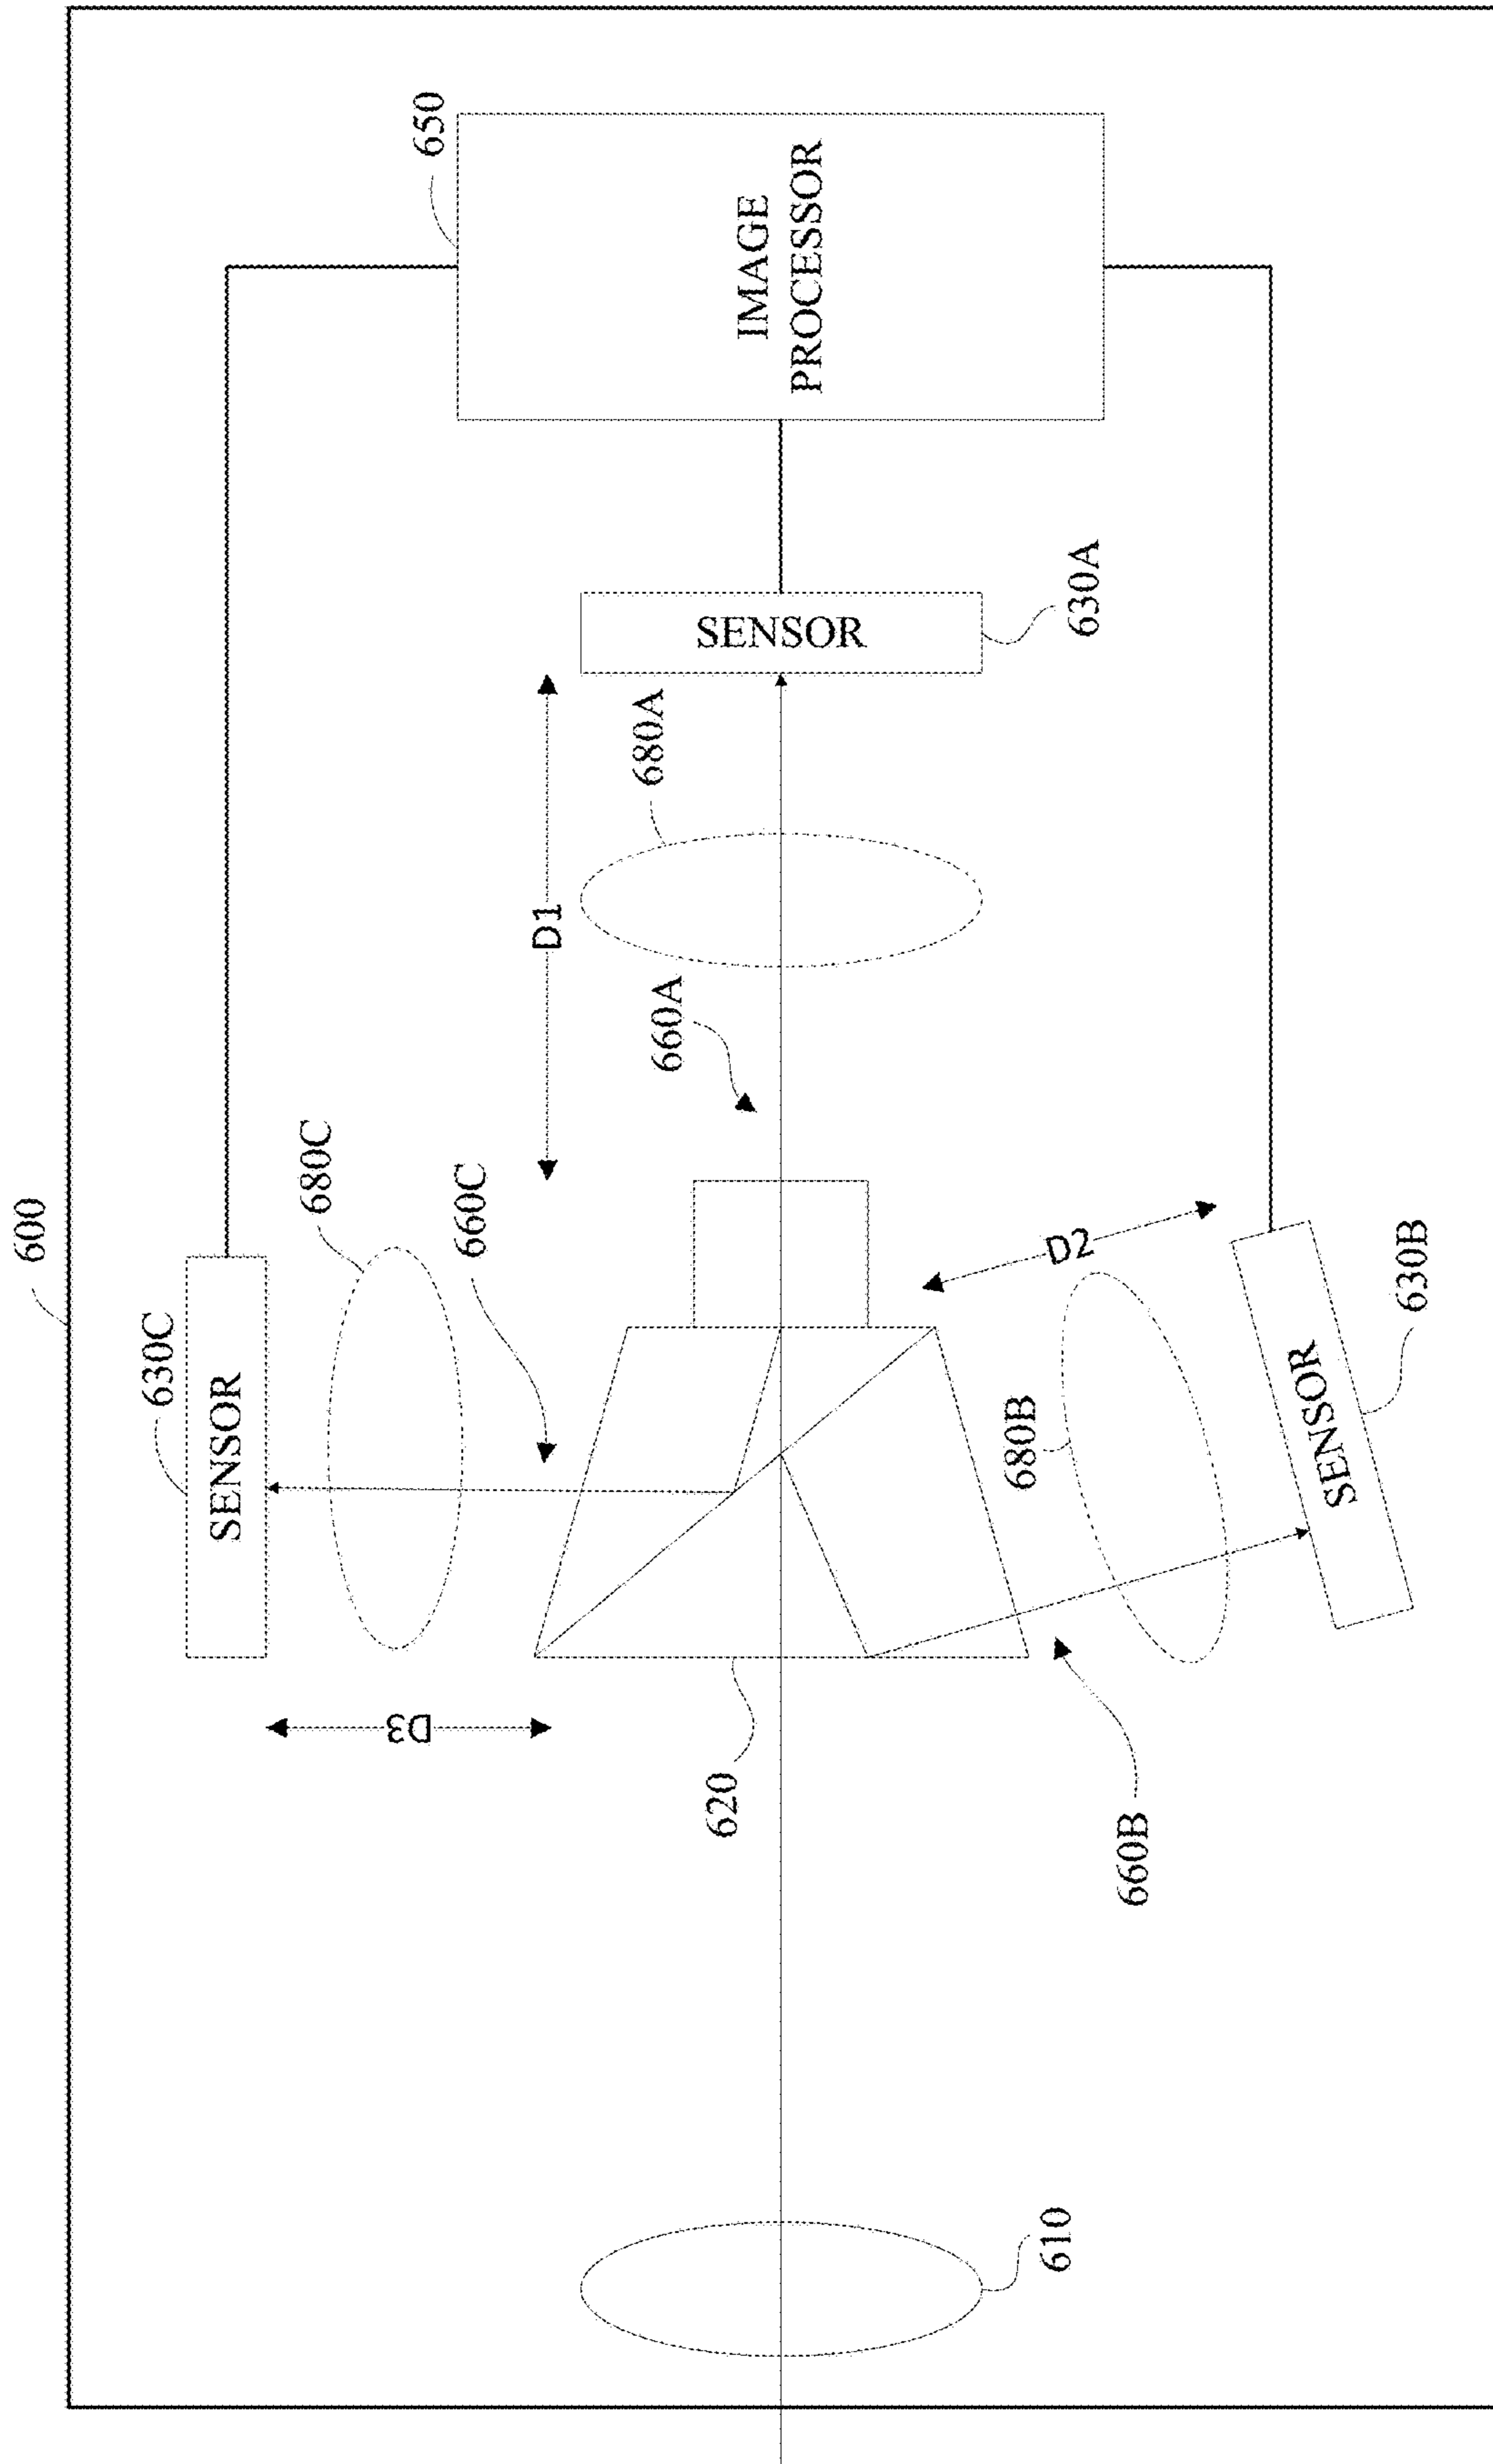 600
650
IMAGE
PROCESSOR
630C
SENSOR
680C
660C
D1
680A
SENSOR
630A
660A
D3
620
D2
680B
SENSOR
630B
660B
610